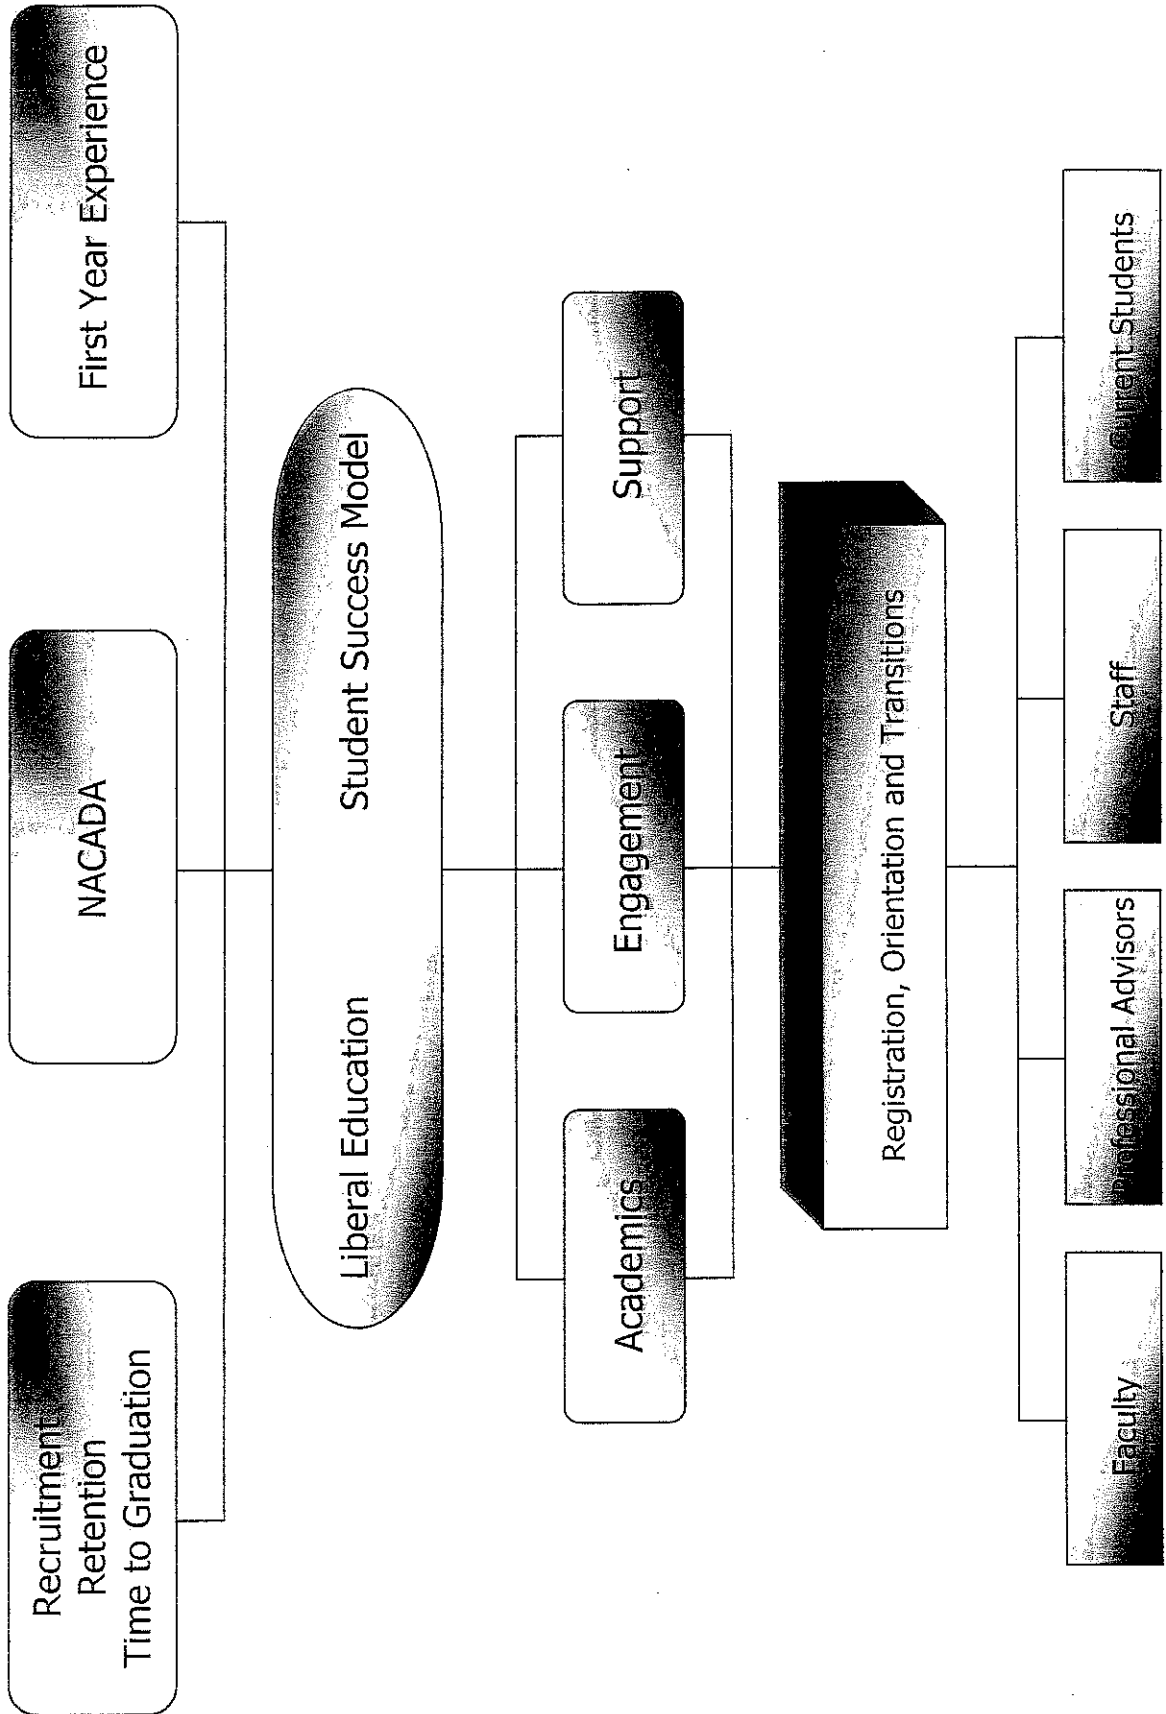 Recruitment
Retention
Time to Graduation
NACADA
First Year Experience
Liberal Education
Student Success Model
Academics
Engagement
Support
Registration, Orientation and Transitions
Faculty
Professional Advisors
Staff
Current Students